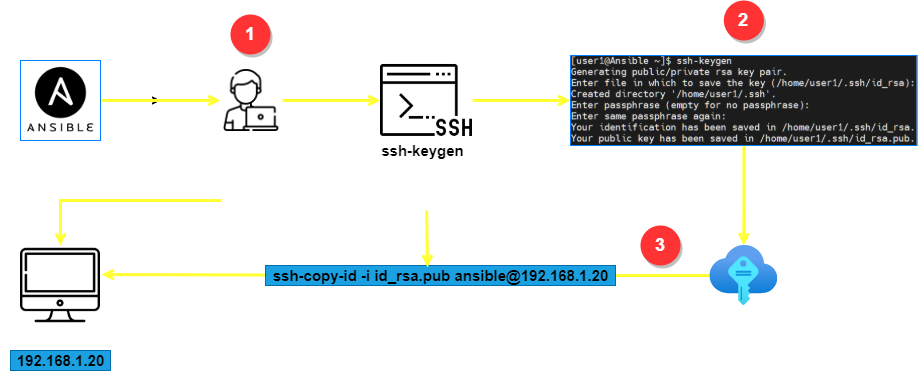 1
2
ANSIBLE
SSH
ssh-keygen
[user1@Ansible ~]$ ssh-keygen
Generating public/private rsa key pair.
Enter file in which to save the key (/home/user1/.ssh/id_rsa):
Created directory '/home/user1/.ssh'.
Enter passphrase (empty for no passphrase):
Enter same passphrase again:
Your identification has been saved in /home/user1/.ssh/id_rsa.
Your public key has been saved in /home/user1/.ssh/id_rsa.pub.
3
ssh-copy-id -i id_rsa.pub ansible@192.168.1.20
192.168.1.20